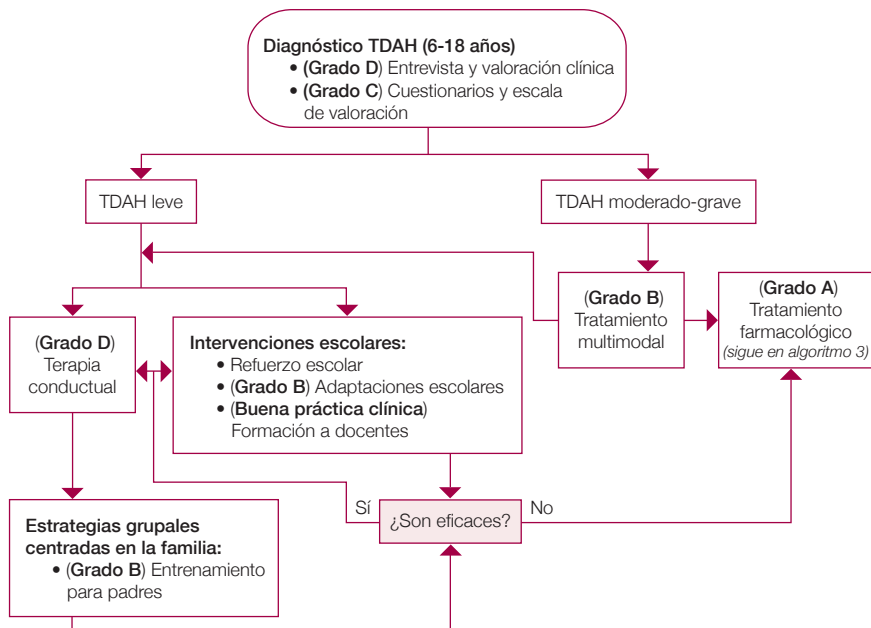 Diagnóstico TDAH (6-18 años)
• (Grado D) Entrevista y valoración clínica
• (Grado C) Cuestionarios y escala
de valoración
TDAH leve
TDAH moderado-grave
(Grado B)
Tratamiento
multimodal
(Grado A)
Tratamiento
farmacológico
(sigue en algoritmo 3)
(Grado D)
Terapia
conductual
Intervenciones escolares:
• Refuerzo escolar
• (Grado B) Adaptaciones escolares
• (Buena práctica clínica)
Formación a docentes
Sí
¿Son eficaces?
No
Estrategias grupales
centradas en la familia:
• (Grado B) Entrenamiento
para padres